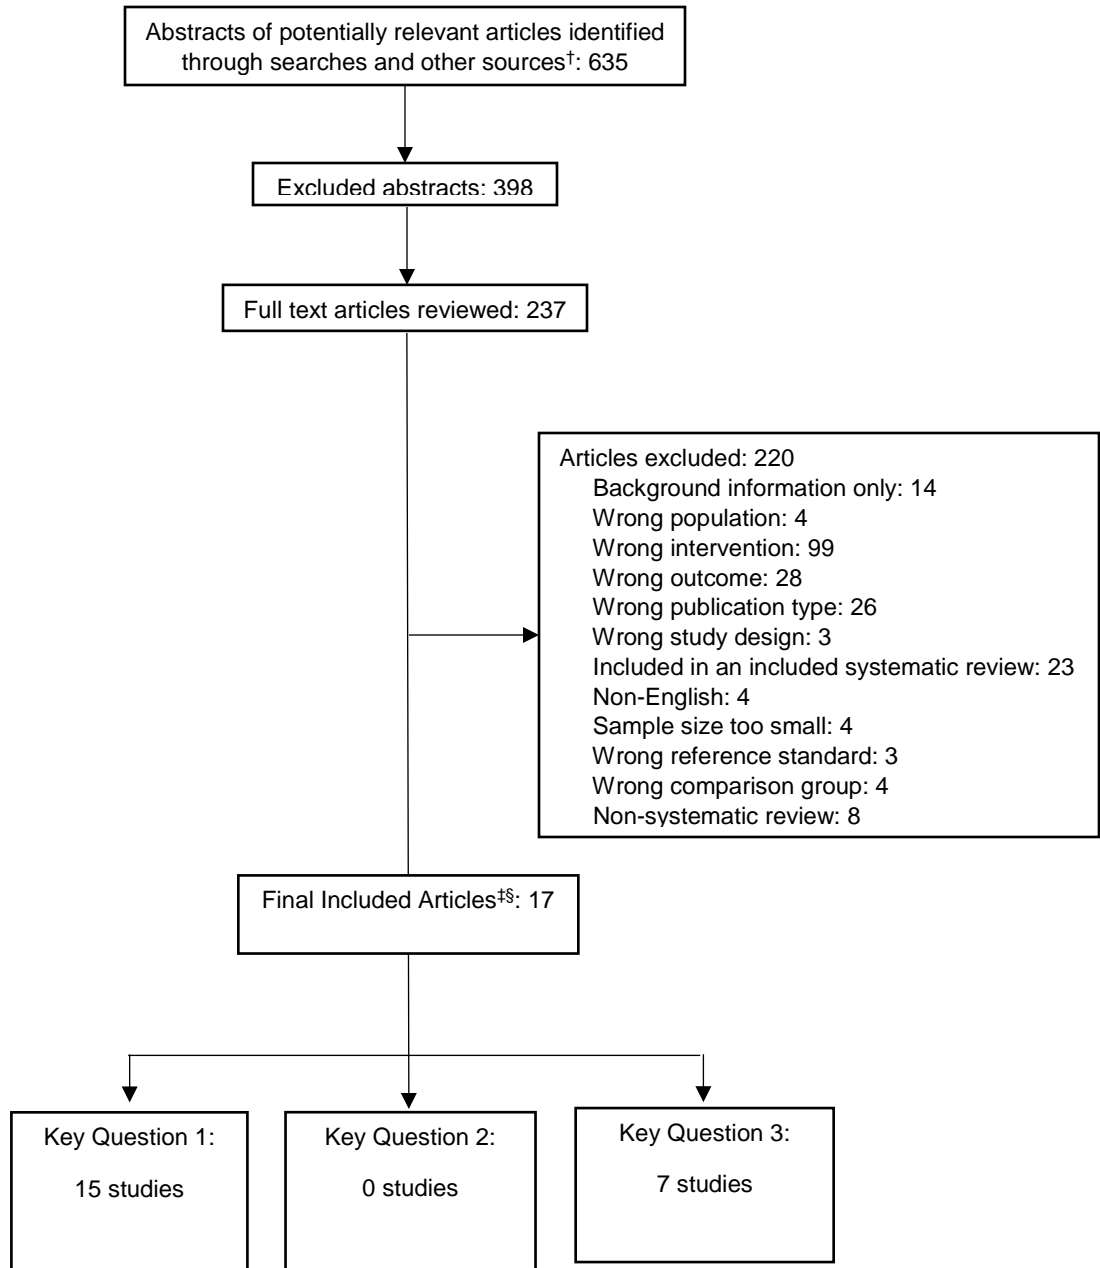 Abstracts of potentially relevant articles identified
through searches and other sources†: 635
Excluded abstracts: 398
Full text articles reviewed: 237
Articles excluded: 220
Background information only: 14
Wrong population: 4
Wrong intervention: 99
Wrong outcome: 28
Wrong publication type: 26
Wrong study design: 3
Included in an included systematic review: 23
Non-English: 4
Sample size too small: 4
Wrong reference standard: 3
Wrong comparison group: 4
Non-systematic review: 8
Final Included Articles‡§: 17
Key Question 1:
15 studies
Key Question 2:
0 studies
Key Question 3:
7 studies